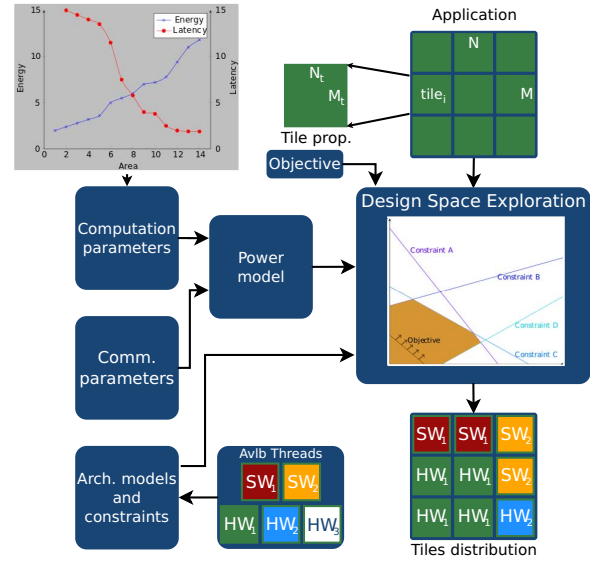 Energy
Latency
15
10
5
0
Energy
15
10
5
0
Latency
0
2
4
6
8
10
12
14
Area
Application
N
tile_i
M
N_t
M_t
Tile prop.
Objective
Computation
parameters
Power
model
Comm.
parameters
Design Space Exploration
Constraint A
Constraint B
Constraint D
Constraint C
Objective
Arch. models
and
constraints
Avlb Threads
SW_1 SW_2
HW_1 HW_2 HW_3
SW_1 SW_1 SW_2
HW_1 HW_1 SW_2
HW_1 HW_1 HW_2
Tiles distribution